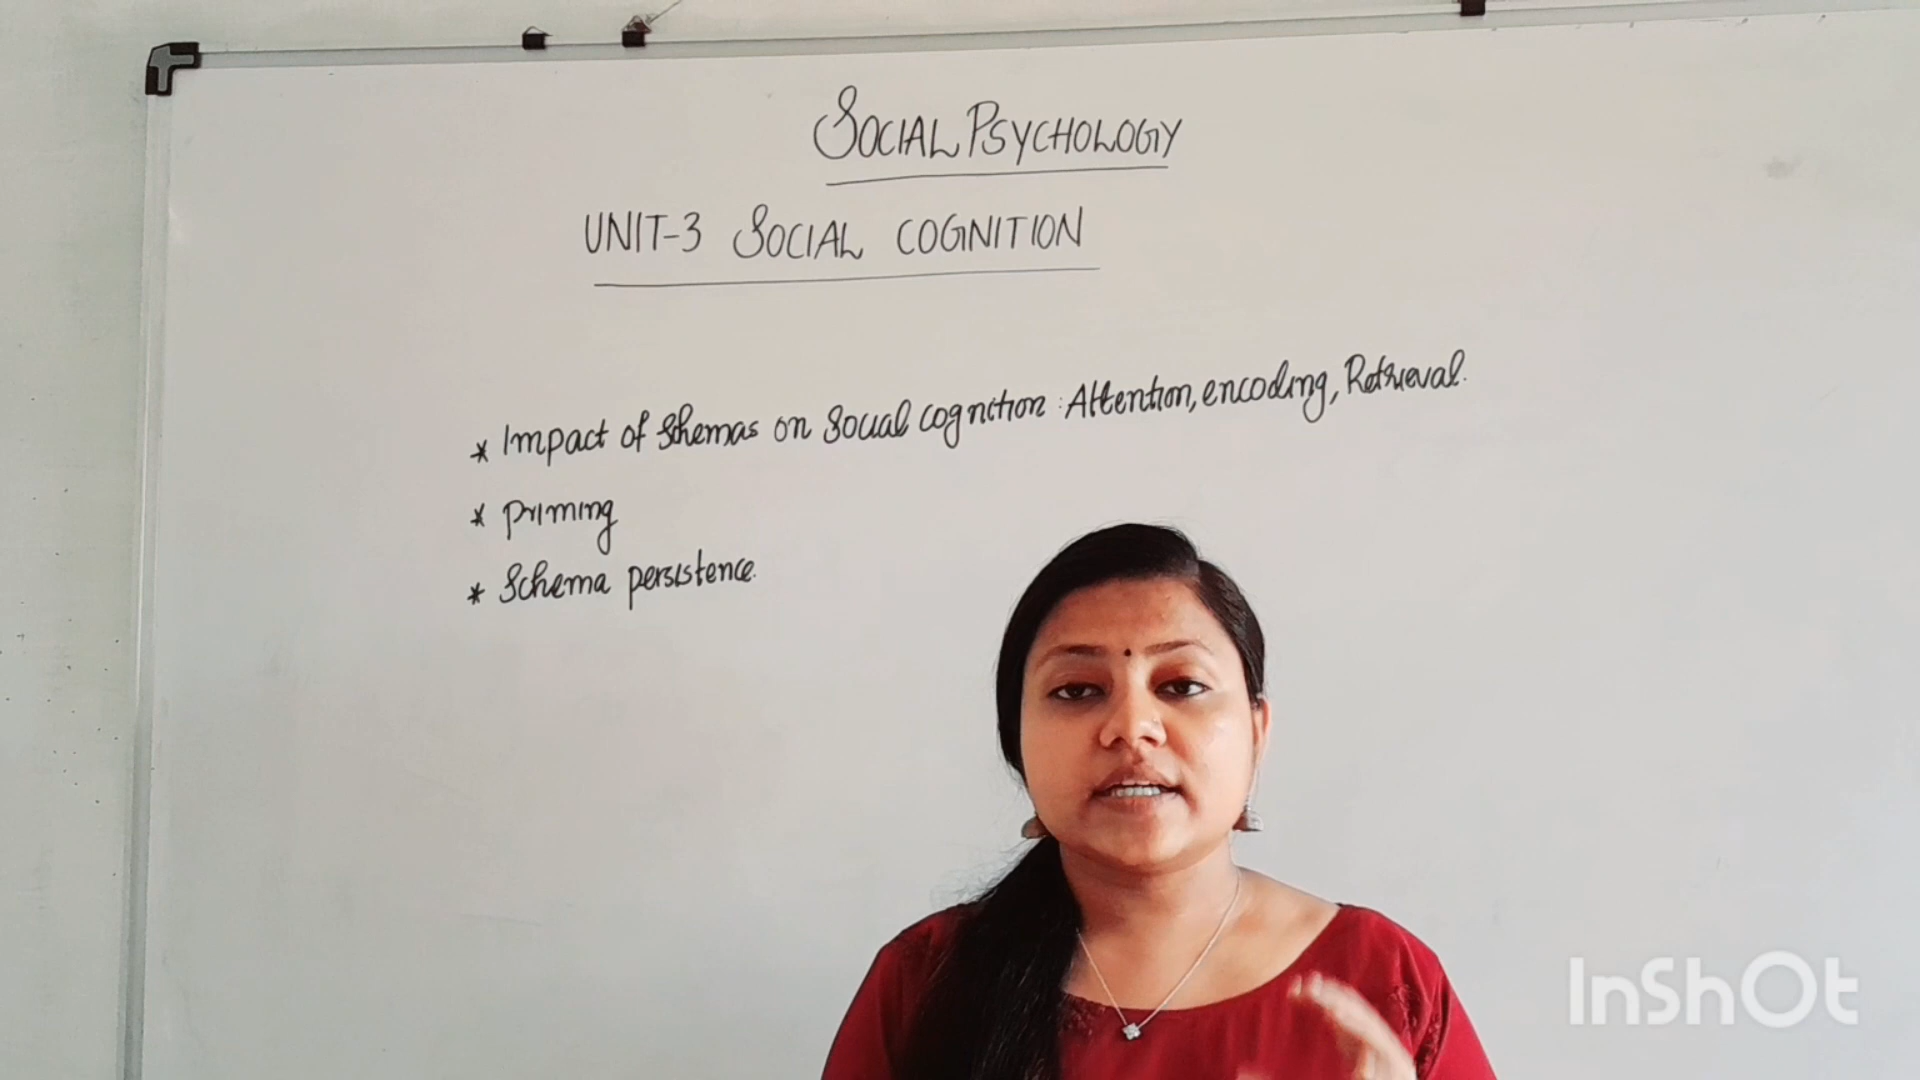 SOCIAL PSYCHOLOGY
UNIT-3 SOCIAL COGNITION
* Impact of Schemas on Social cognition : Attention, encoding, Retrieval.
* priming
* Schema persistence.
InShOt